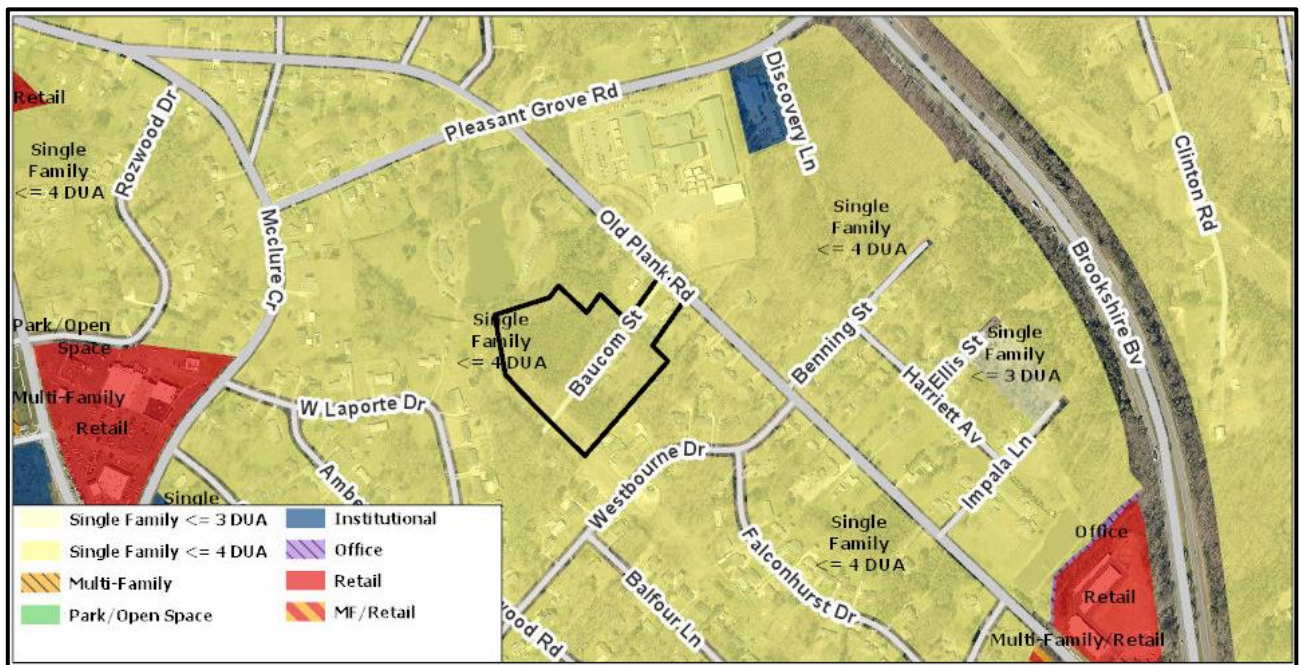 Retail
Single
Family
<= 4 DUA
Rozwood Dr
Pleasant Grove Rd
Discovery Ln
Clinton Rd
Mcclure Cr
Old Plank Rd
Single
Family
<= 4 DUA
Brookshire Bv
Single
Family
<= 4 DUA
Baucom St
Benning St
Ellis St
Single
Family
<= 3 DUA
Harriett Av
Park/Open
Space
Multi-Family
Retail
W Laporte Dr
Westbourne Dr
Impala Ln
Single
Single
Family
<= 4 DUA
Falconhurst Dr
Balfour Ln
wood Rd
Office
Retail
Multi-Family/Retail
Single Family <= 3 DUA
Single Family <= 4 DUA
Multi-Family
Park/Open Space
Institutional
Office
Retail
MF/Retail